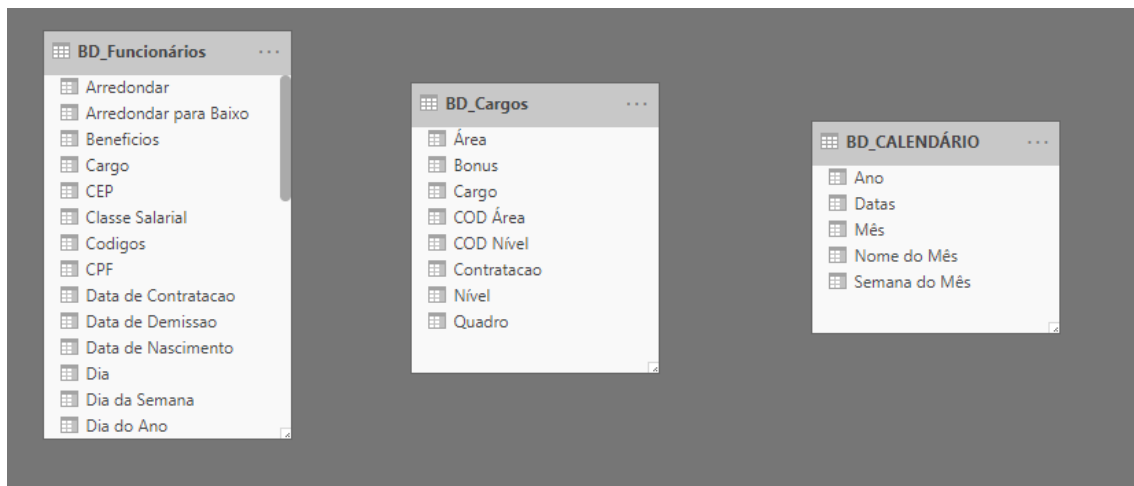 BD_Funcionários
Arredondar
Arredondar para Baixo
Beneficios
Cargo
CEP
Classe Salarial
Codigos
CPF
Data de Contratacao
Data de Demissao
Data de Nascimento
Dia
Dia da Semana
Dia do Ano
BD_Cargos
Área
Bonus
Cargo
COD Área
COD Nível
Contratacao
Nível
Quadro
BD_CALENDÁRIO
Ano
Datas
Mês
Nome do Mês
Semana do Mês